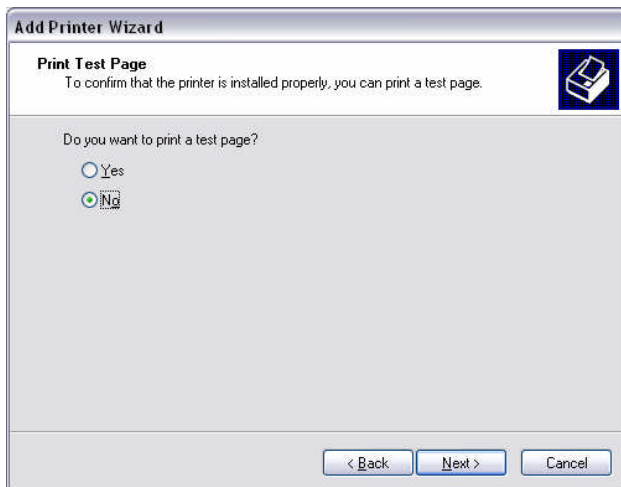 Add Printer Wizard
Print Test Page
To confirm that the printer is installed properly, you can print a test page.
Do you want to print a test page?
Yes
No
< Back
Next >
Cancel